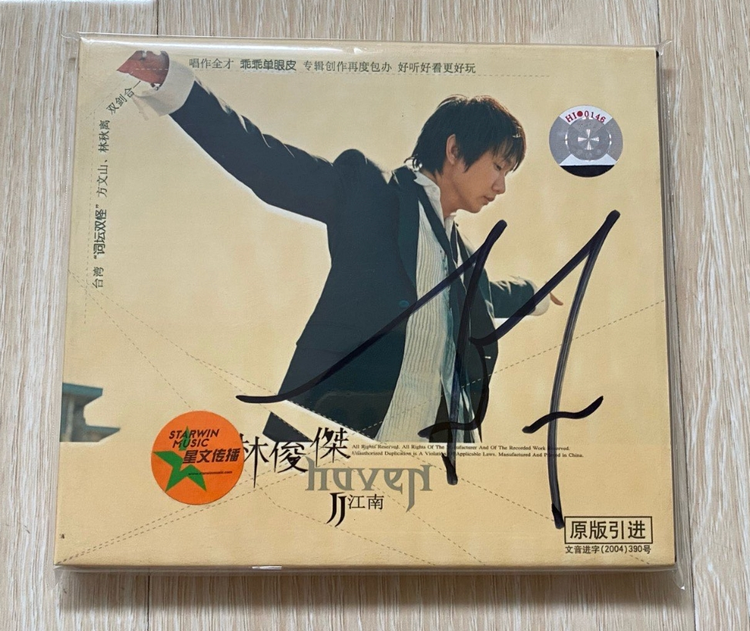 唱作全才 乖乖单眼皮 专辑创作再度包办 好听好看更好玩
台湾“词坛双怪”方文山、林秋离 双剑合一
HI●0146
STARWIN
MUSIC
星文传播
林俊傑
All Rights Reserved. All Rights Of The Manufacturer And Of The Recorded Work Reserved.
Unauthorized Duplication is A Violation of Applicable Laws. Manufactured And Printed in China.
haven
JJ江南
原版引进
文音进字(2004)390号